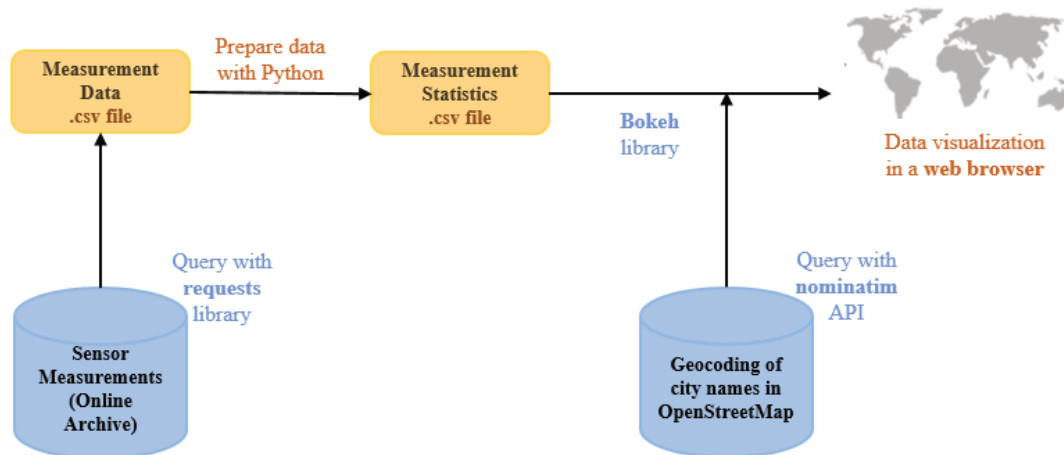 Measurement
Data
.csv file
Prepare data
with Python
Measurement
Statistics
.csv file
Bokeh
library
Data visualization
in a web browser
Query with
requests
library
Sensor
Measurements
(Online
Archive)
Query with
nominatim
API
Geocoding of
city names in
OpenStreetMap